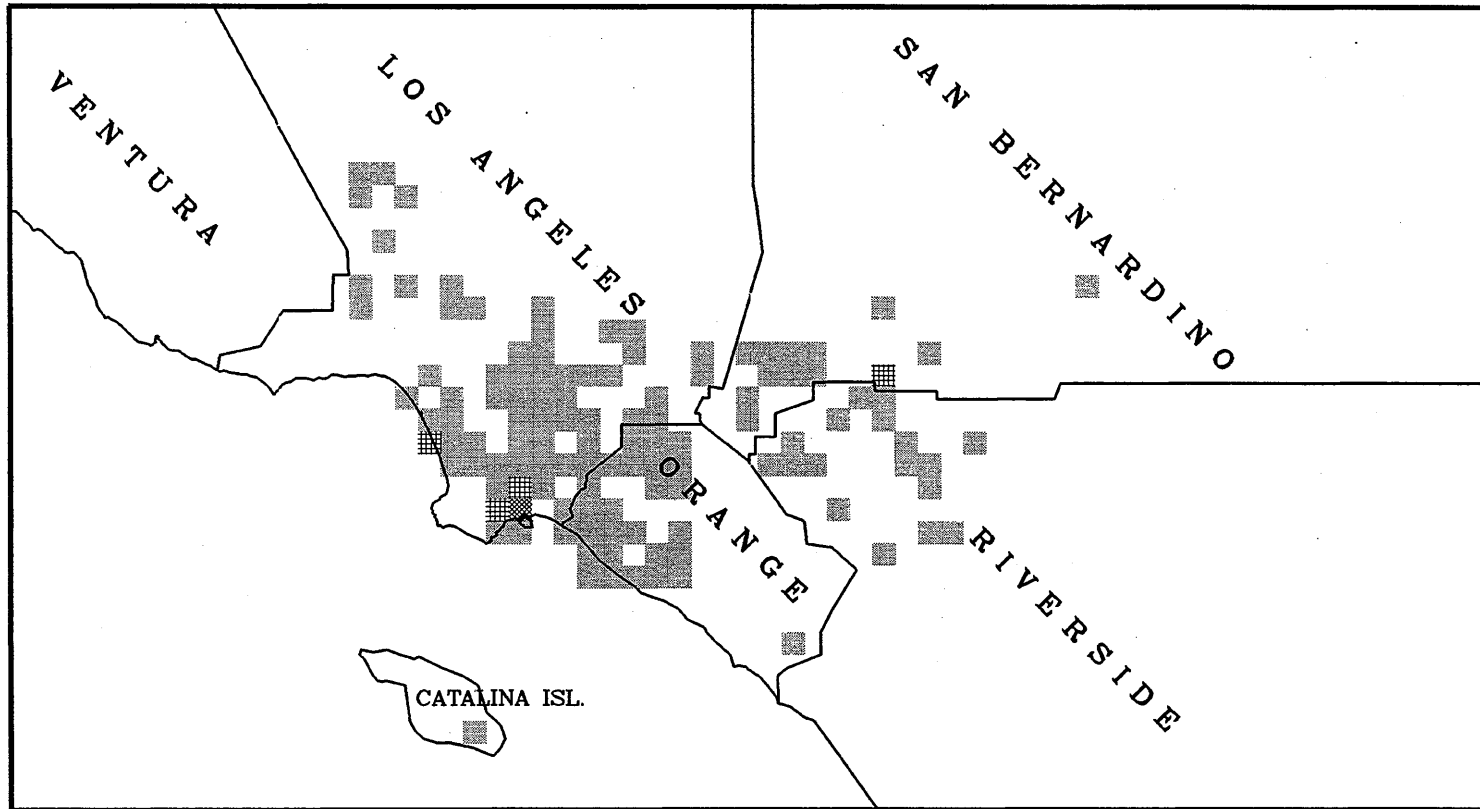 VENTURA
LOS ANGELES
SAN BERNARDINO
ORANGE
RIVERSIDE
CATALINA ISL.